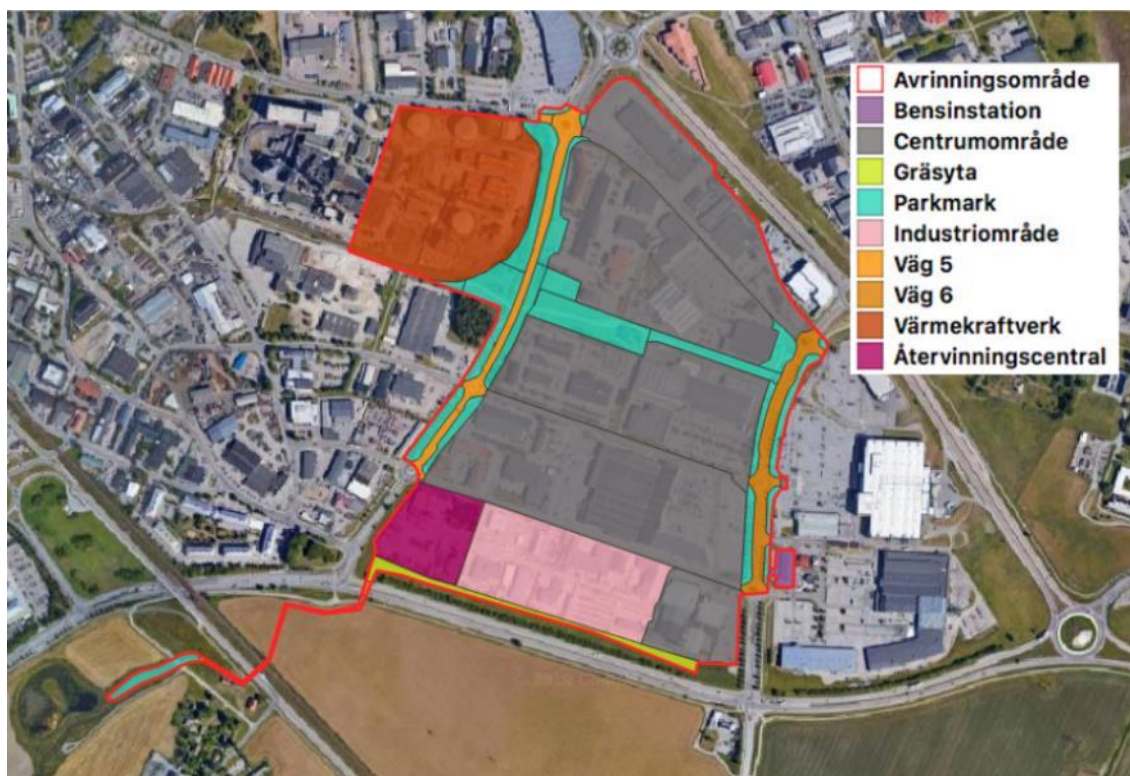 Avrinningsområde
Bensinstation
Centrumområde
Gräsyta
Parkmark
Industriområde
Väg 5
Väg 6
Värmekraftverk
Återvinningscentral